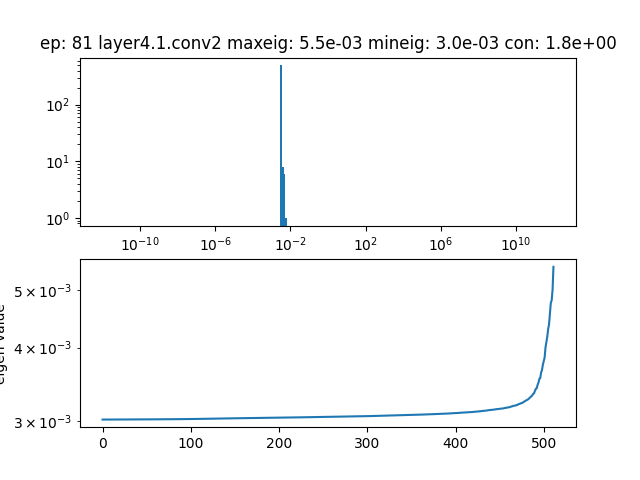 ep: 81 layer4.1.conv2 maxeig: 5.5e-03 mineig: 3.0e-03 con: 1.8e+00
10²
10¹
10⁰
10⁻¹⁰ 10⁻⁶ 10⁻² 10² 10⁶ 10¹⁰
5 × 10⁻³
4 × 10⁻³
3 × 10⁻³
eigen value
0 100 200 300 400 500